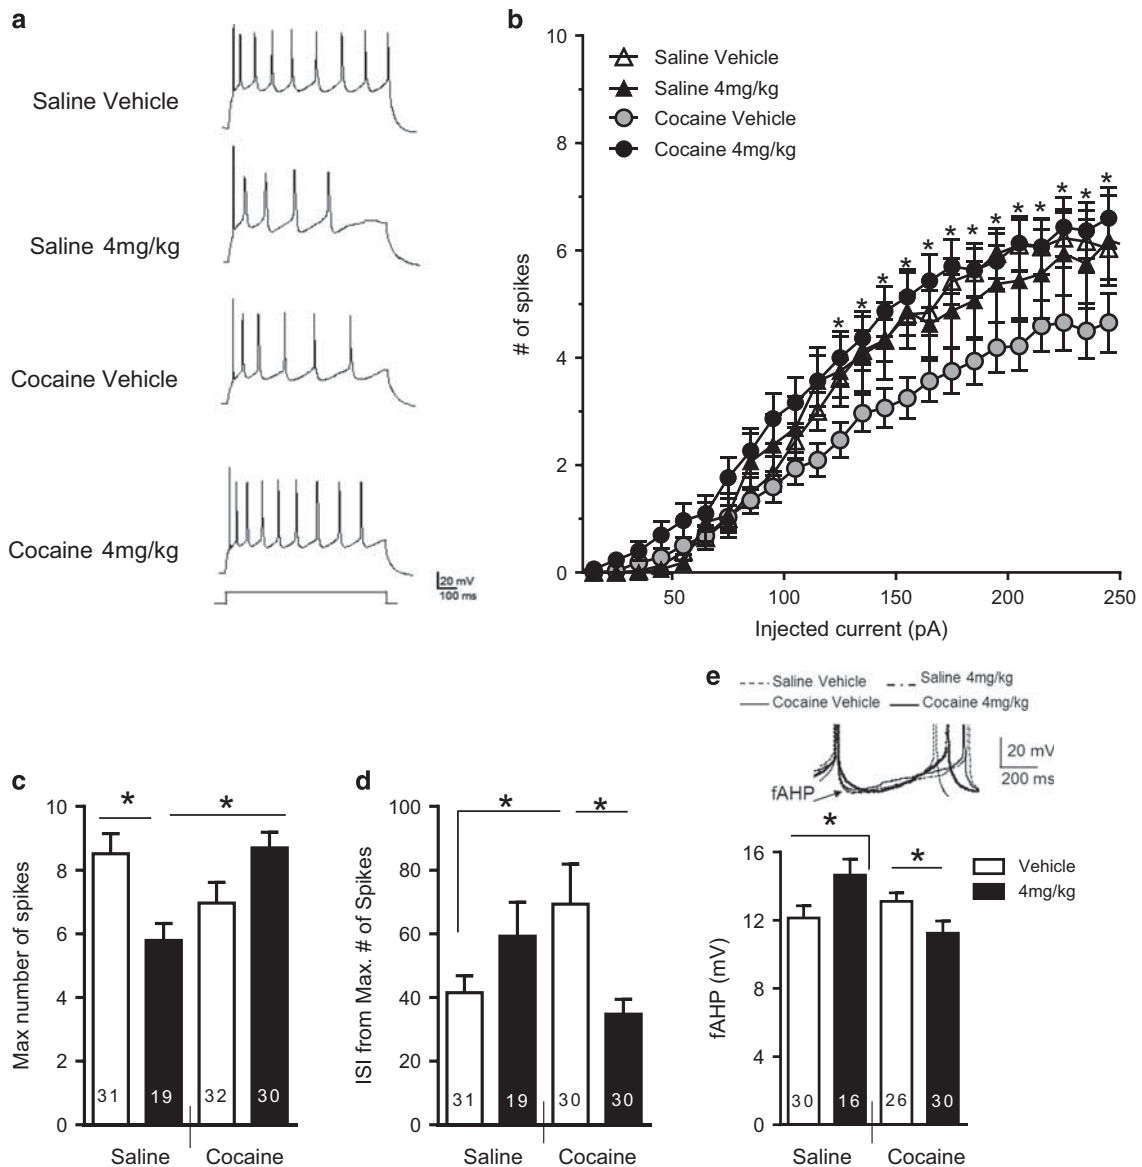 a
Saline Vehicle
Saline 4mg/kg
Cocaine Vehicle
Cocaine 4mg/kg
20 mV
100 ms
b
10
8
6
4
2
0
# of spikes
Saline Vehicle
Saline 4mg/kg
Cocaine Vehicle
Cocaine 4mg/kg
* * * * * * * * * * * * *
50 100 150 200 250
Injected current (pA)
c
10
8
6
4
2
0
Max number of spikes
* *
31 19 32 30
Saline Cocaine
d
100
80
60
40
20
0
ISI from Max. # of Spikes
* *
31 19 30 30
Saline Cocaine
e
Saline Vehicle Saline 4mg/kg
Cocaine Vehicle Cocaine 4mg/kg
20 mV
200 ms
fAHP
16
12
8
4
0
fAHP (mV)
* *
Vehicle
4mg/kg
30 16 26 30
Saline Cocaine